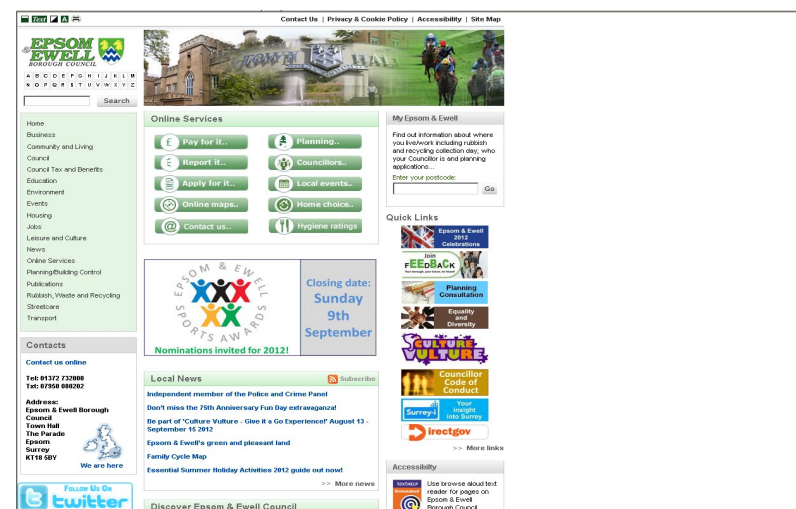 Text A
Contact Us | Privacy & Cookie Policy | Accessibility | Site Map
EPSOM
& EWELL
BOROUGH COUNCIL
A B C D E F G H I J K L M
N O P Q R S T U V W X Y Z
Search
Home
Business
Community and Living
Council
Council Tax and Benefits
Education
Environment
Events
Housing
Jobs
Leisure and Culture
News
Online Services
Planning/Building Control
Publications
Rubbish, Waste and Recycling
Streetcare
Transport
Contacts
Contact us online
Tel: 01372 732000
Txt: 07950 080202
Address:
Epsom & Ewell Borough
Council
Town Hall
The Parade
Epsom
Surrey
KT18 5BY
We are here
Follow Us On
twitter
TOWN HALL
Online Services
£ Pay for it..
Planning..
Report it..
Councillors..
Apply for it..
Local events..
Online maps..
Home choice..
@ Contact us..
Hygiene ratings
EPSOM & EWELL
SPORTS AWARDS
Nominations invited for 2012!
Closing date:
Sunday
9th
September
Local News
Subscribe
Independent member of the Police and Crime Panel
Don't miss the 75th Anniversary Fun Day extravaganza!
Be part of 'Culture Vulture - Give it a Go Experience!' August 13 -
September 16 2012
Epsom & Ewell's green and pleasant land
Family Cycle Map
Essential Summer Holiday Activities 2012 guide out now!
>> More news
Discover Epsom & Ewell Council
My Epsom & Ewell
Find out information about where
you live/work including rubbish
and recycling collection day, who
your Councillor is and planning
applications...
Enter your postcode:
Go
Quick Links
Epsom & Ewell
2012
Celebrations
Join
FEEDBACK
Planning
Consultation
Equality
and
Diversity
CULTURE
VULTURE
Councillor
Code of
Conduct
Surrey-i
Your
insight
into Surrey
Directgov
>> More links
Accessibilty
TEXTHELP
Use browse aloud text
reader for pages on
Epsom & Ewell
Borough Council